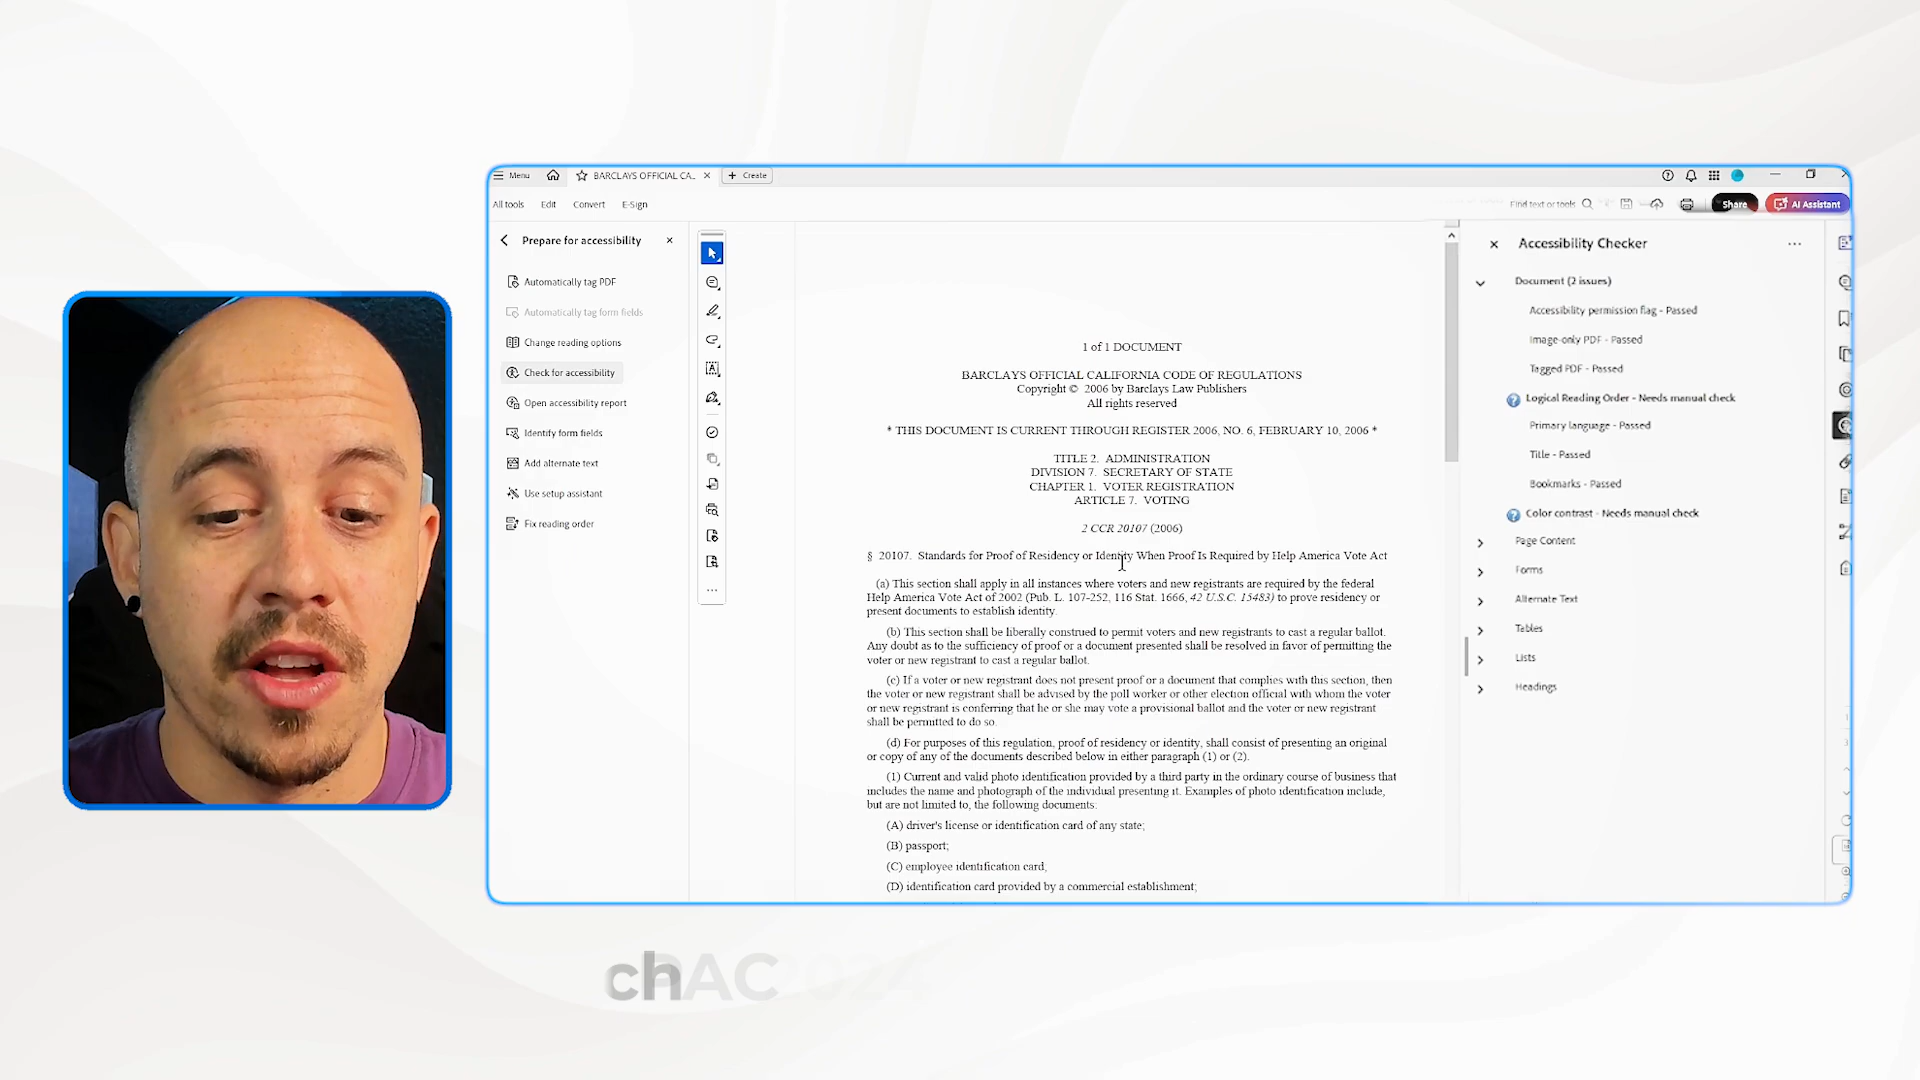 Menu
BARCLAYS OFFICIAL CA...
Create
All tools
Edit
Convert
E-Sign
Find text or tools
Share
AI Assistant
Prepare for accessibility
Automatically tag PDF
Automatically tag form fields
Change reading options
Check for accessibility
Open accessibility report
Identify form fields
Add alternate text
Use setup assistant
Fix reading order
1 of 1 DOCUMENT
BARCLAYS OFFICIAL CALIFORNIA CODE OF REGULATIONS
Copyright © 2006 by Barclays Law Publishers
All rights reserved
* THIS DOCUMENT IS CURRENT THROUGH REGISTER 2006, NO. 6, FEBRUARY 10, 2006 *
TITLE 2. ADMINISTRATION
DIVISION 7. SECRETARY OF STATE
CHAPTER 1. VOTER REGISTRATION
ARTICLE 7. VOTING
2 CCR 20107 (2006)
§ 20107. Standards for Proof of Residency or Identity When Proof Is Required by Help America Vote Act
(a) This section shall apply in all instances where voters and new registrants are required by the federal
Help America Vote Act of 2002 (Pub. L. 107-252, 116 Stat. 1666, 42 U.S.C. 15483) to prove residency or
present documents to establish identity.
(b) This section shall be liberally construed to permit voters and new registrants to cast a regular ballot.
Any doubt as to the sufficiency of proof or a document presented shall be resolved in favor of permitting the
voter or new registrant to cast a regular ballot.
(c) If a voter or new registrant does not present proof or a document that complies with this section, then
the voter or new registrant shall be advised by the poll worker or other election official with whom the voter
or new registrant is conferring that he or she may vote a provisional ballot and the voter or new registrant
shall be permitted to do so.
(d) For purposes of this regulation, proof of residency or identity, shall consist of presenting an original
or copy of any of the documents described below in either paragraph (1) or (2).
(1) Current and valid photo identification provided by a third party in the ordinary course of business that
includes the name and photograph of the individual presenting it. Examples of photo identification include,
but are not limited to, the following documents:
(A) driver's license or identification card of any state;
(B) passport;
(C) employee identification card;
(D) identification card provided by a commercial establishment;
Accessibility Checker
Document (2 issues)
Accessibility permission flag - Passed
Image-only PDF - Passed
Tagged PDF - Passed
Logical Reading Order - Needs manual check
Primary language - Passed
Title - Passed
Bookmarks - Passed
Color contrast - Needs manual check
Page Content
Forms
Alternate Text
Tables
Lists
Headings